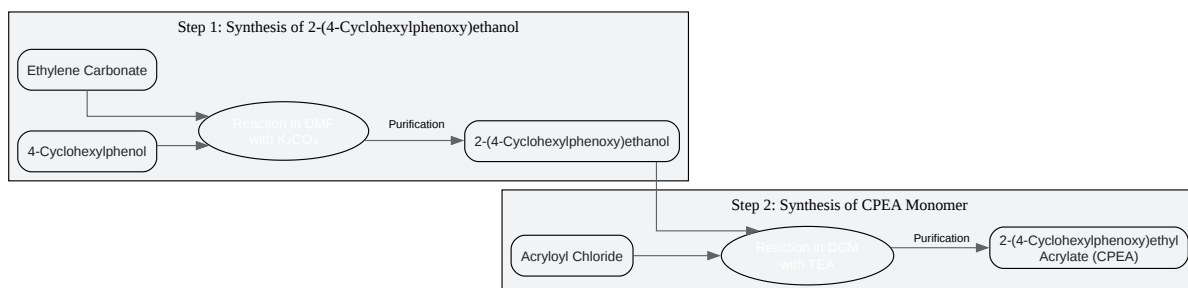 Step 1: Synthesis of 2-(4-Cyclohexylphenoxy)ethanol
Ethylene Carbonate
4-Cyclohexylphenol
Reaction in DMF
with K₂CO₃
Purification
2-(4-Cyclohexylphenoxy)ethanol
Step 2: Synthesis of CPEA Monomer
Acryloyl Chloride
Reaction in DCM
with TEA
Purification
2-(4-Cyclohexylphenoxy)ethyl
Acrylate (CPEA)